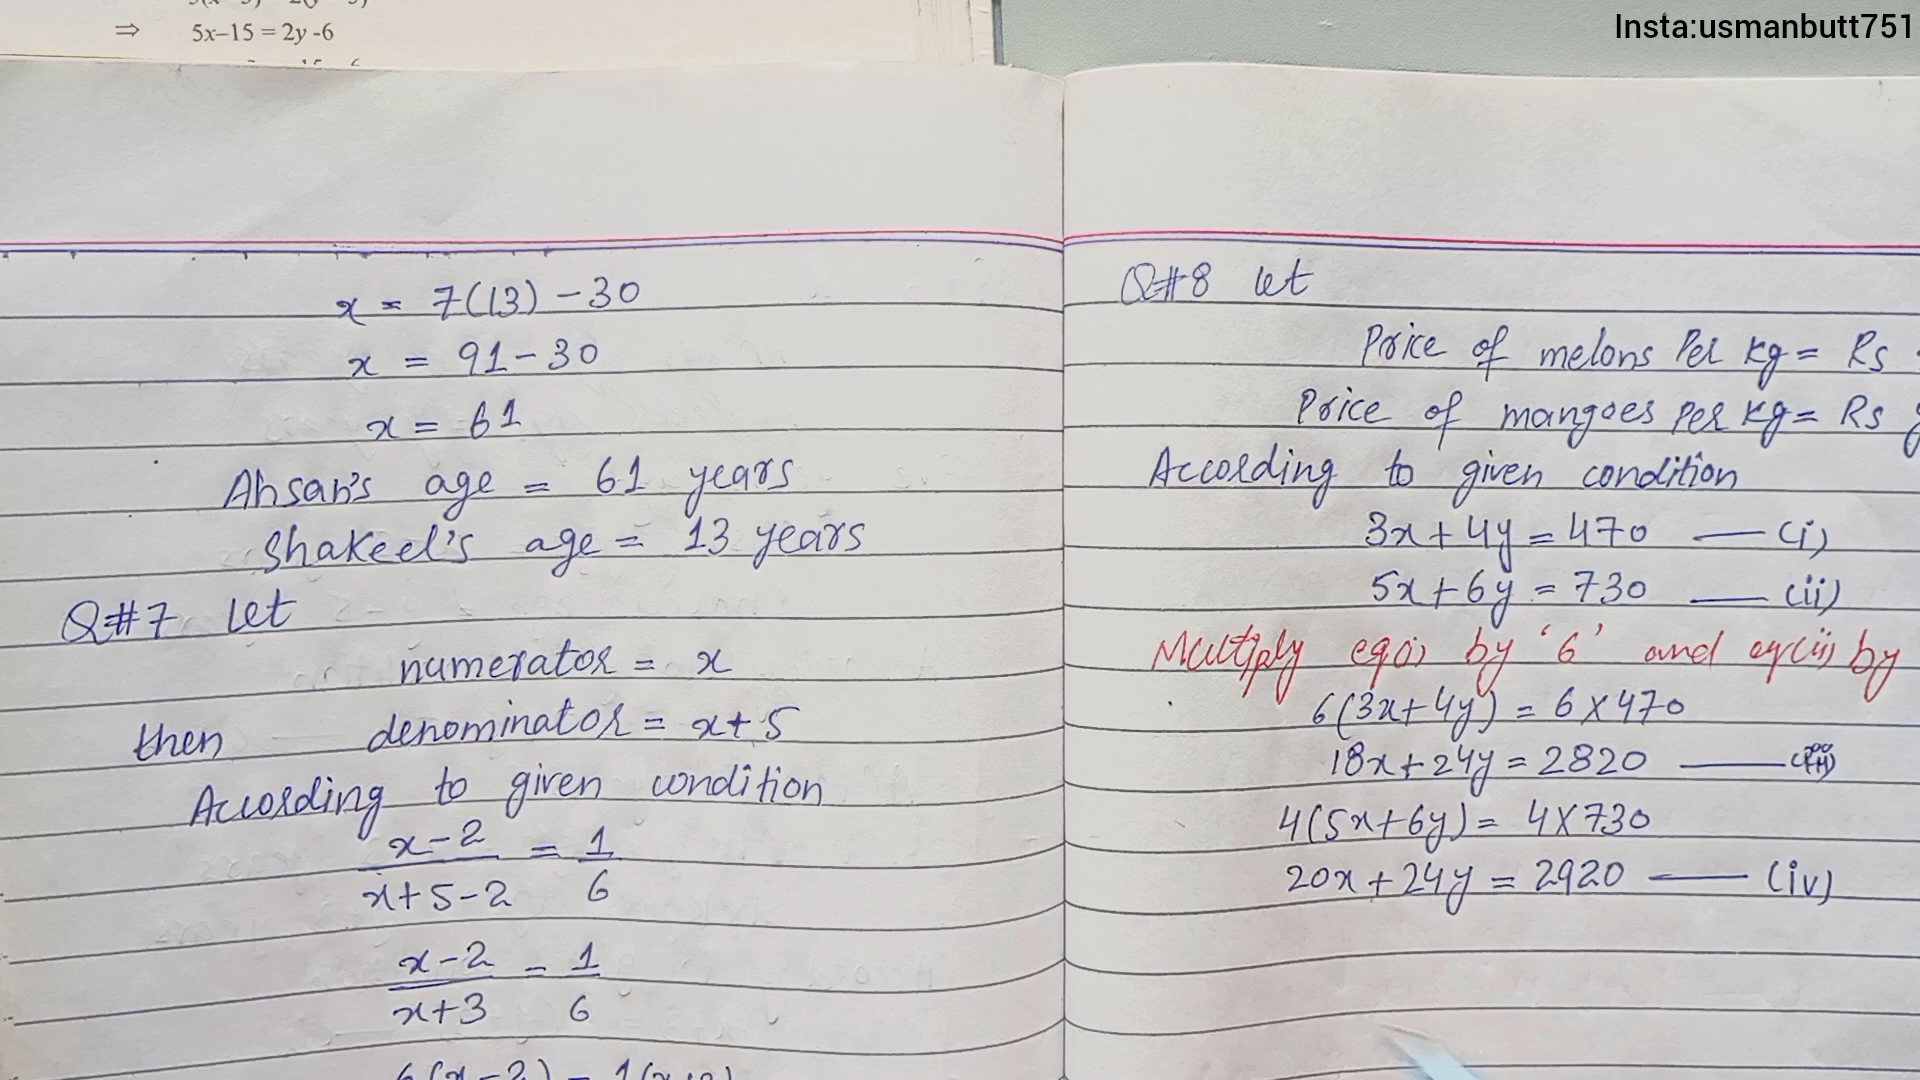 Insta:usmanbutt751
⇒ 5x–15 = 2y -6
x = 7(13) - 30
x = 91 - 30
x = 61
Ahsan's age = 61 years
Shakeel's age = 13 years
Q#7 let
numerator = x
then denominator = x+5
According to given condition
x-2 / x+5-2 = 1 / 6
x-2 / x+3 = 1 / 6
Q#8 let
Price of melons Per kg = Rs
Price of mangoes Per kg = Rs y
According to given condition
3x + 4y = 470 — (i)
5x + 6y = 730 — (ii)
Multiply eq(i) by '6' and eq(ii) by
6(3x+4y) = 6 × 470
18x + 24y = 2820 — (iii)
4(5x+6y) = 4×730
20x + 24y = 2920 — (iv)